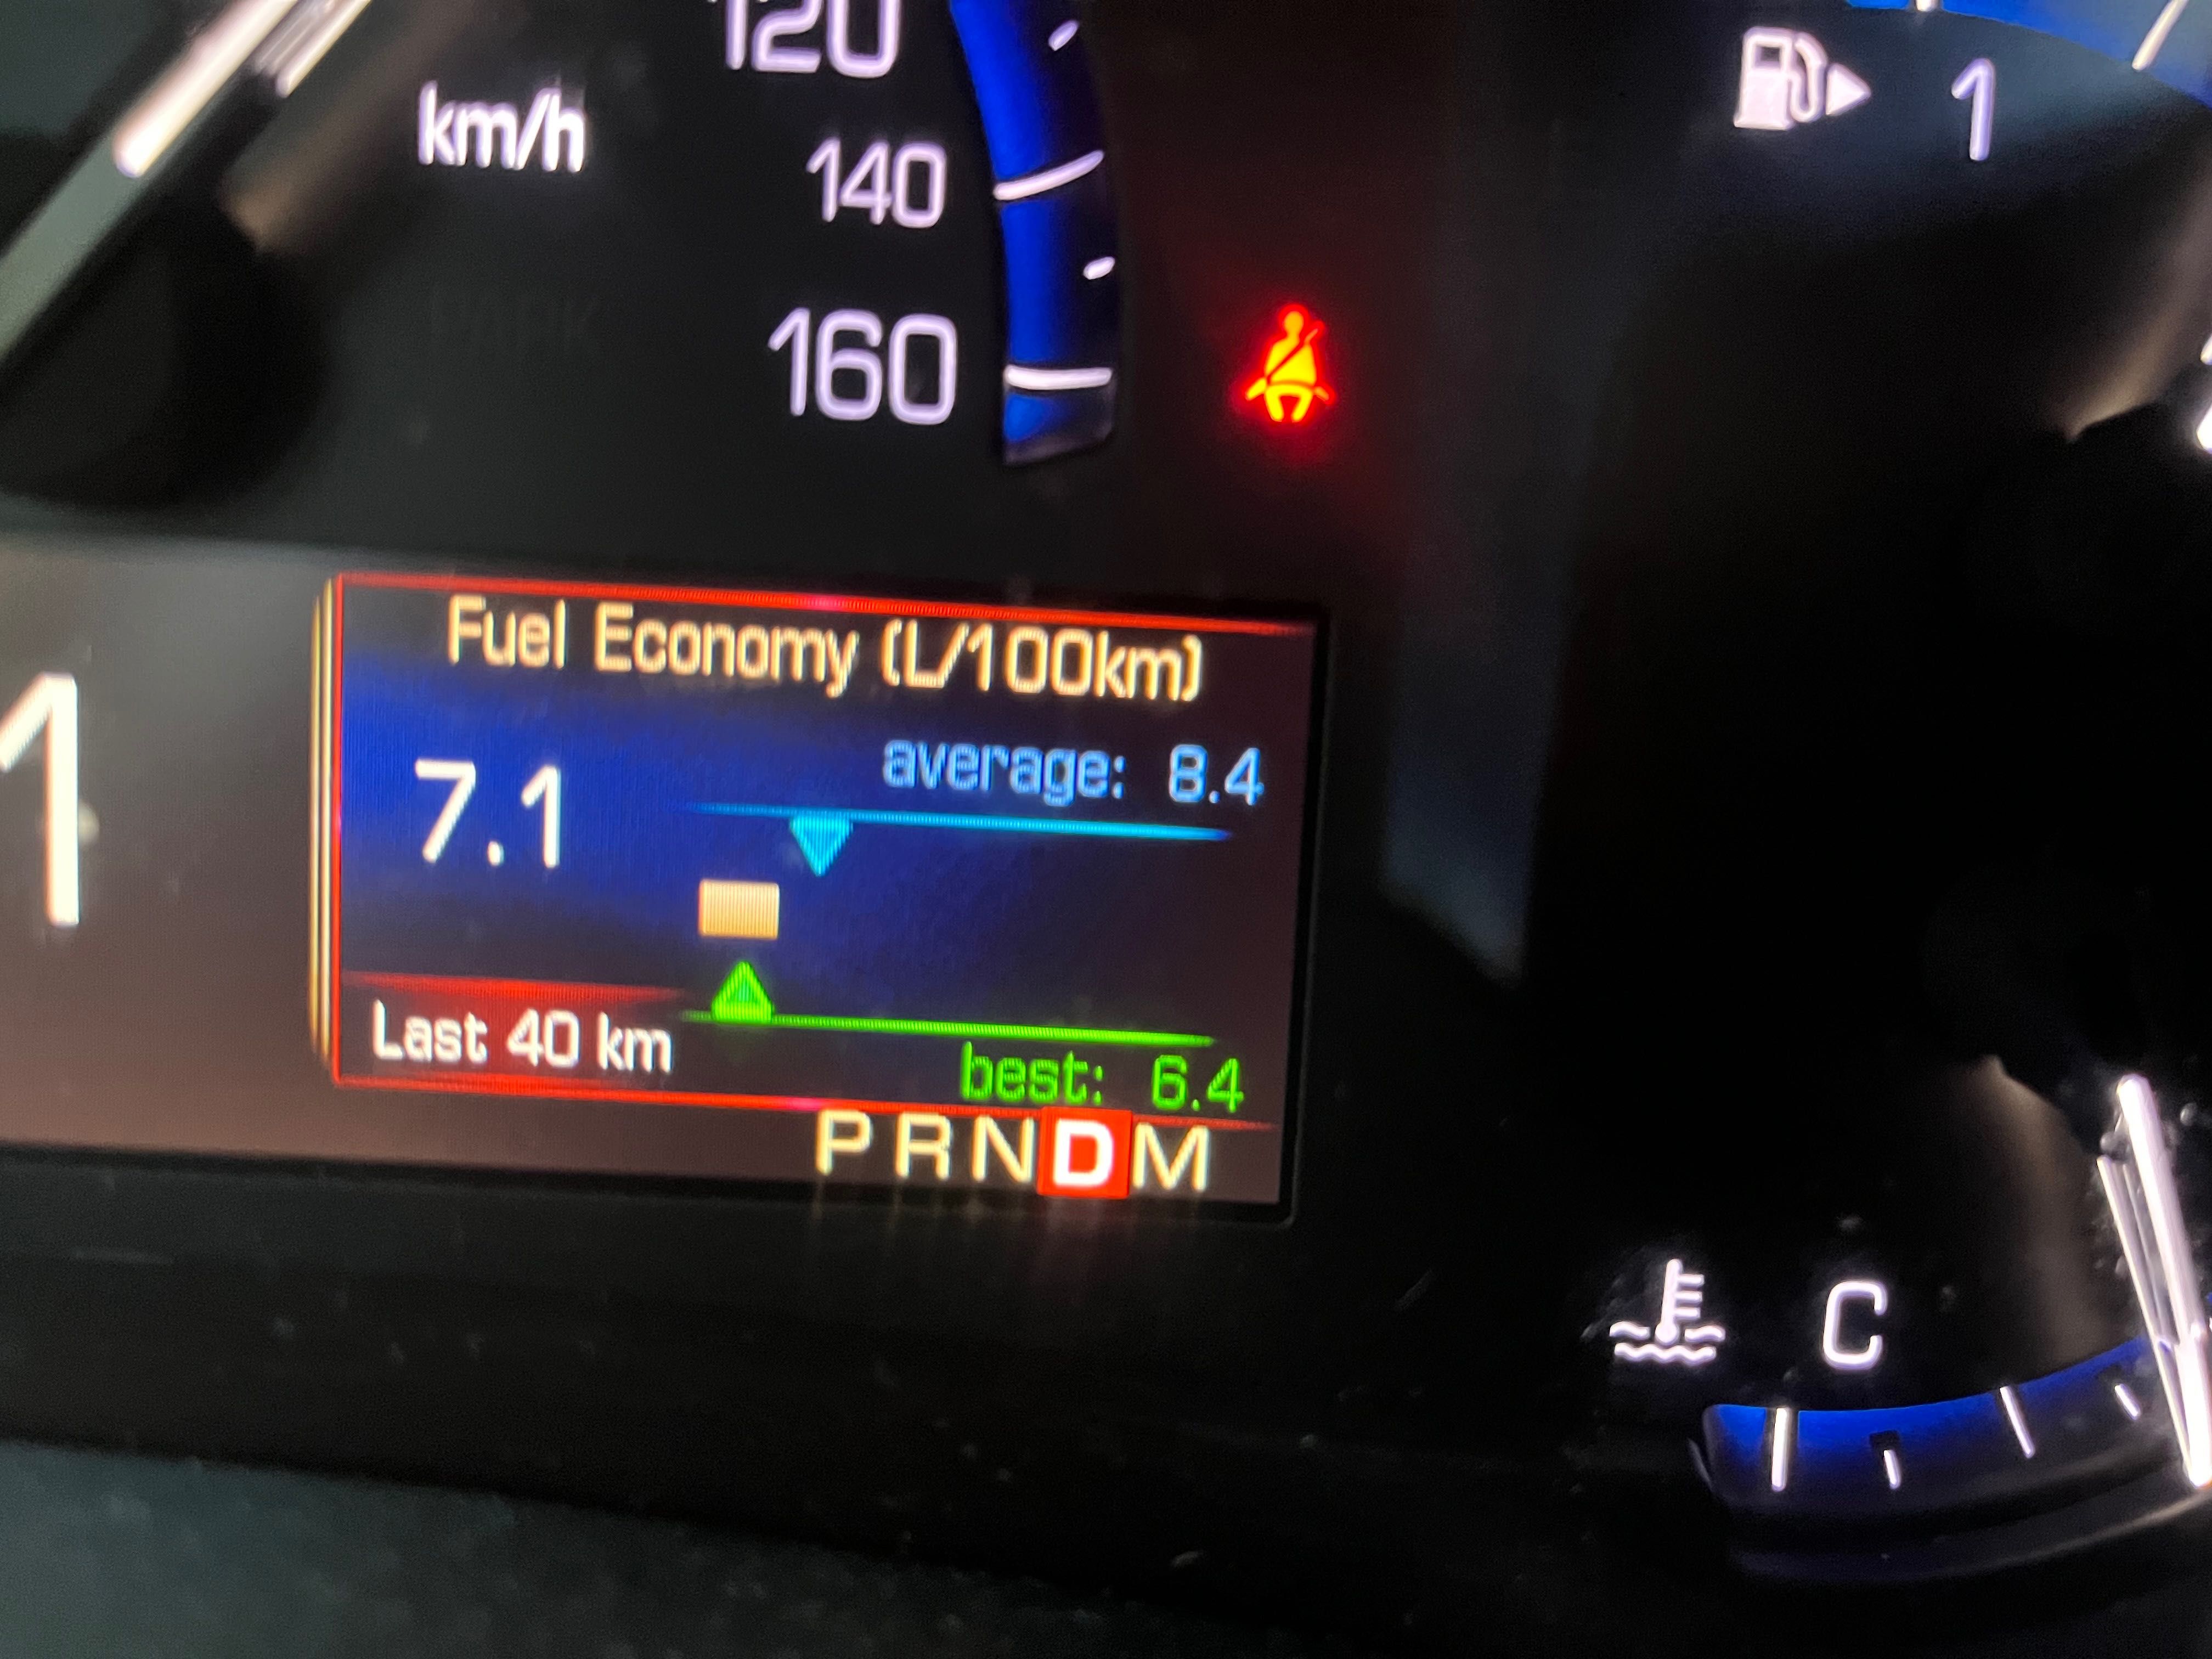 120
km/h
140
160
1
1
Fuel Economy (L/100km)
average: 8.4
7.1
Last 40 km
best: 6.4
PRNDM
C